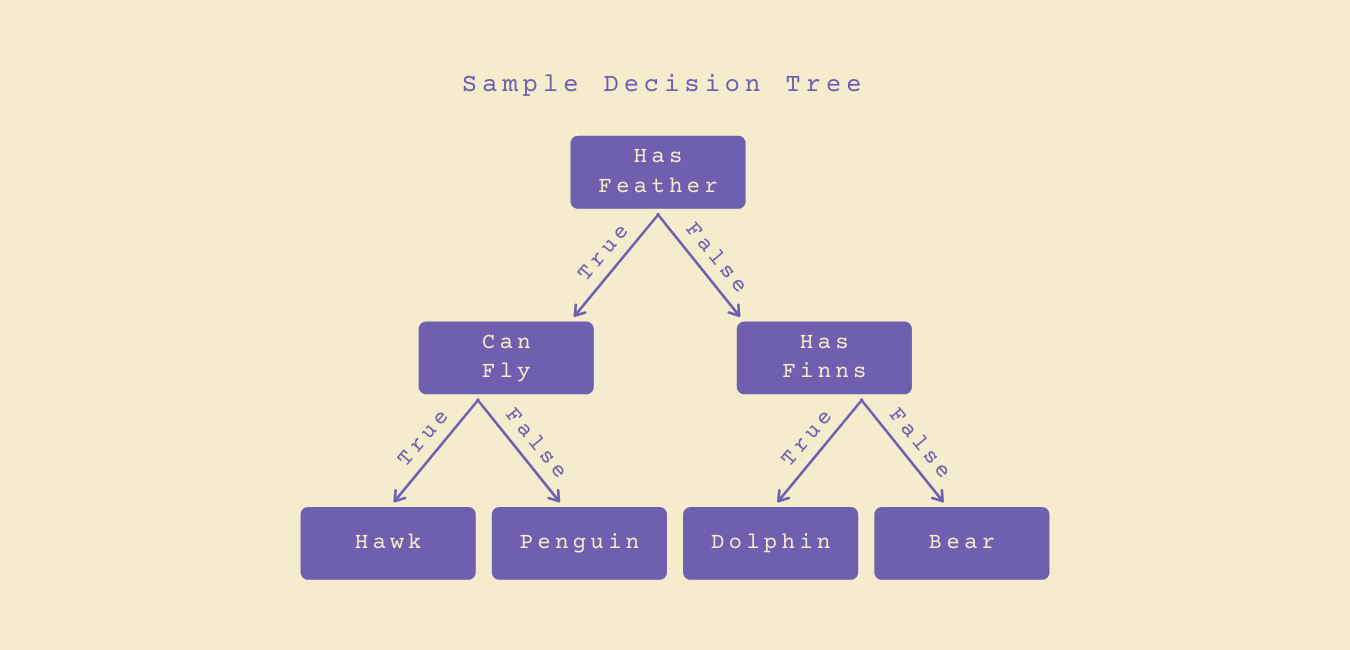 Sample Decision Tree
Has
Feather
True
False
Can
Fly
Has
Finns
True
False
True
False
Hawk
Penguin
Dolphin
Bear